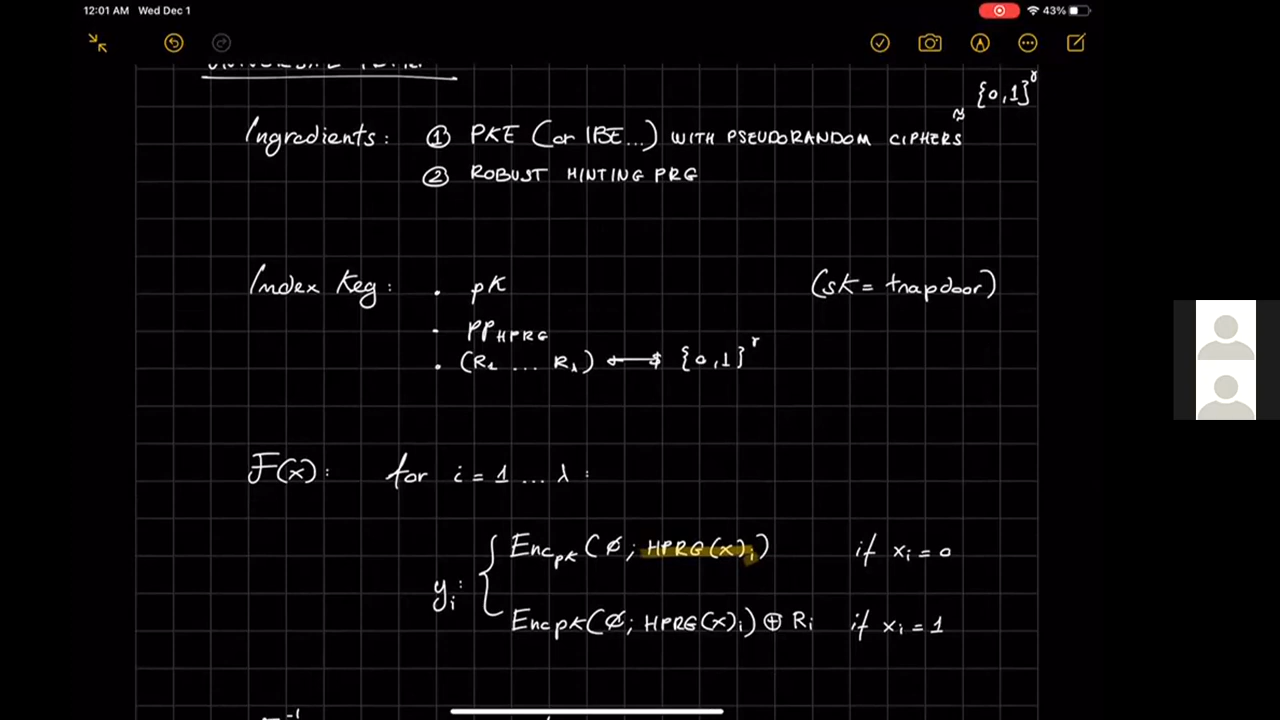 12:01 AM Wed Dec 1
43%
{0,1}^r
Ingredients: ① PKE (or IBE...) WITH PSEUDORANDOM CIPHERS ≈
② ROBUST HINTING PRG
Index Key: . pK (sK = trapdoor)
. PP_HPRG
. (R_1 ... R_λ) ←$ {0,1}^r
F(x): for i = 1 ... λ :
Enc_pK(∅; HPRG(x)_i) if x_i = 0
y_i : {
Enc_pK(∅; HPRG(x)_i) ⊕ R_i if x_i = 1
-1